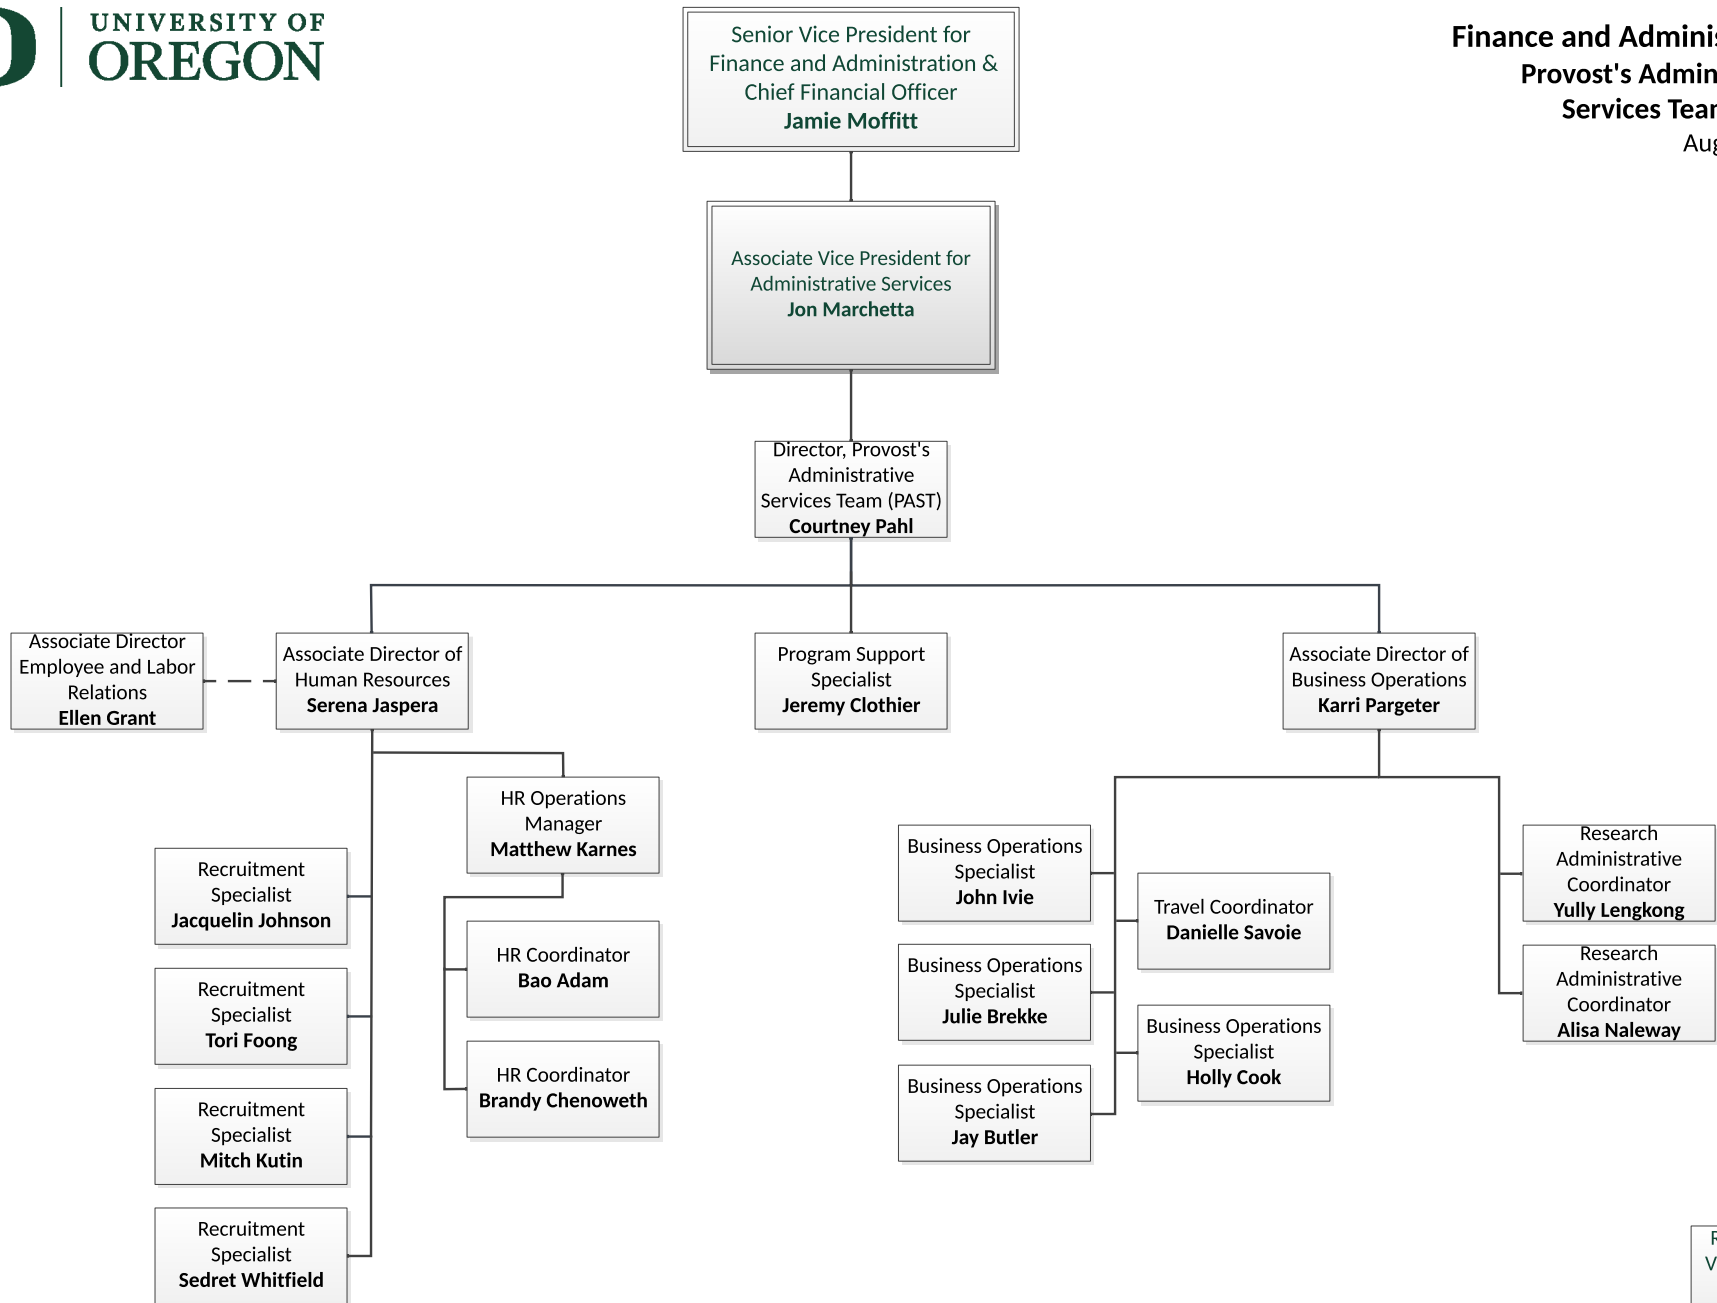 UNIVERSITY OF
OREGON
Senior Vice President for
Finance and Administration &
Chief Financial Officer
Jamie Moffitt
Finance and
Provost's
Services
Associate Vice President for
Administrative Services
Jon Marchetta
Director, Provost's
Administrative
Services Team (PAST)
Courtney Pahl
Associate Director
Employee and Labor
Relations
Ellen Grant
Associate Director of
Human Resources
Serena Jaspera
Program Support
Specialist
Jeremy Clothier
Associate Director of
Business Operations
Karri Pargeter
HR Operations
Manager
Matthew Karnes
Recruitment
Specialist
Jacquelin Johnson
HR Coordinator
Bao Adam
Recruitment
Specialist
Tori Foong
HR Coordinator
Brandy Chenoweth
Recruitment
Specialist
Mitch Kutin
Recruitment
Specialist
Sedret Whitfield
Business Operations
Specialist
John Ivie
Travel Coordinator
Danielle Savoie
Business Operations
Specialist
Julie Brekke
Business Operations
Specialist
Holly Cook
Business Operations
Specialist
Jay Butler
Research
Administrative
Coordinator
Yully Lengkong
Research
Administrative
Coordinator
Alisa Naleway